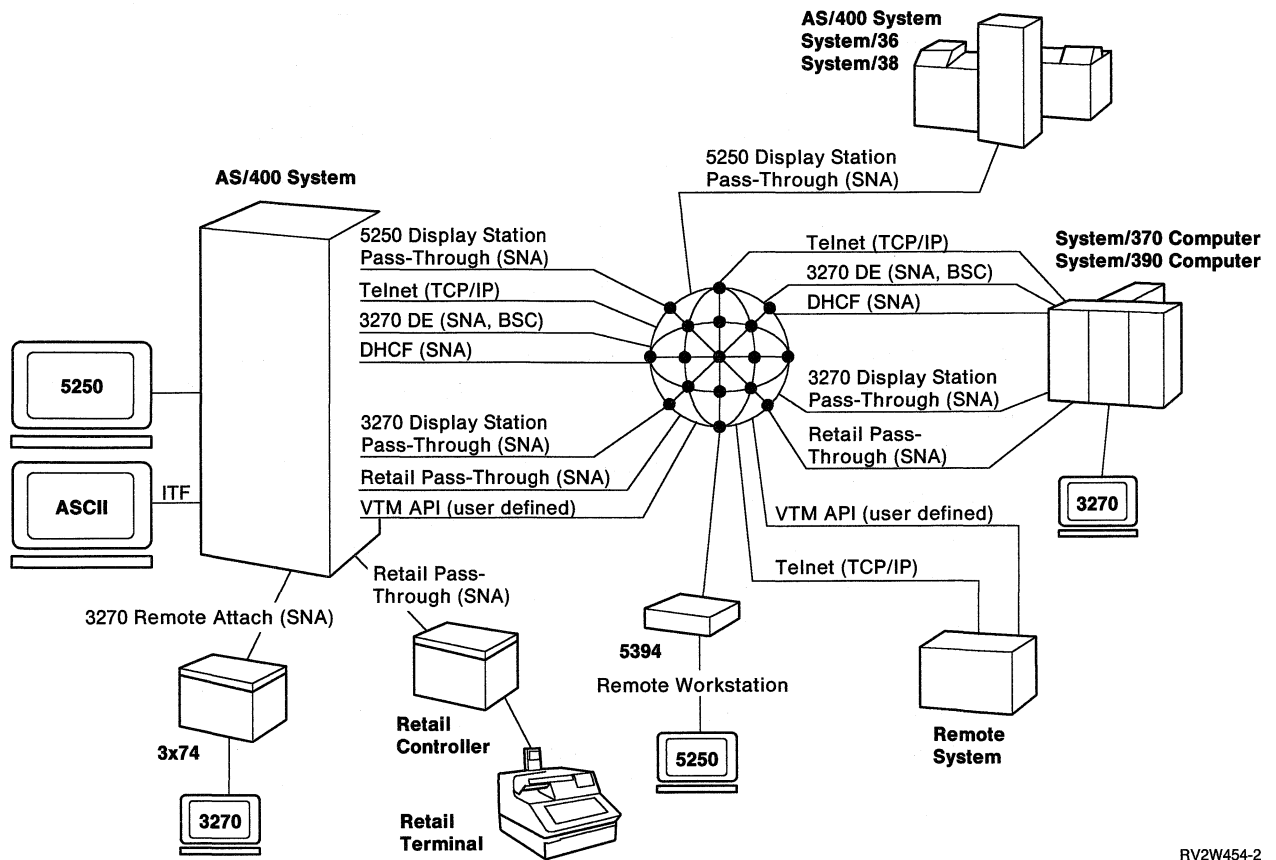 AS/400 System
System/36
System/38
5250 Display Station
Pass-Through (SNA)
AS/400 System
5250 Display Station
Pass-Through (SNA)
Telnet (TCP/IP)
3270 DE (SNA, BSC)
DHCF (SNA)
Telnet (TCP/IP)
3270 DE (SNA, BSC)
DHCF (SNA)
System/370 Computer
System/390 Computer
5250
ASCII
ITF
3270 Display Station
Pass-Through (SNA)
Retail Pass-Through (SNA)
VTM API (user defined)
3270 Display Station
Pass-Through (SNA)
Retail Pass-
Through (SNA)
3270
VTM API (user defined)
Telnet (TCP/IP)
Retail Pass-
Through (SNA)
3270 Remote Attach (SNA)
3x74
3270
Retail
Controller
Retail
Terminal
5394
Remote Workstation
5250
Remote
System
RV2W454-2